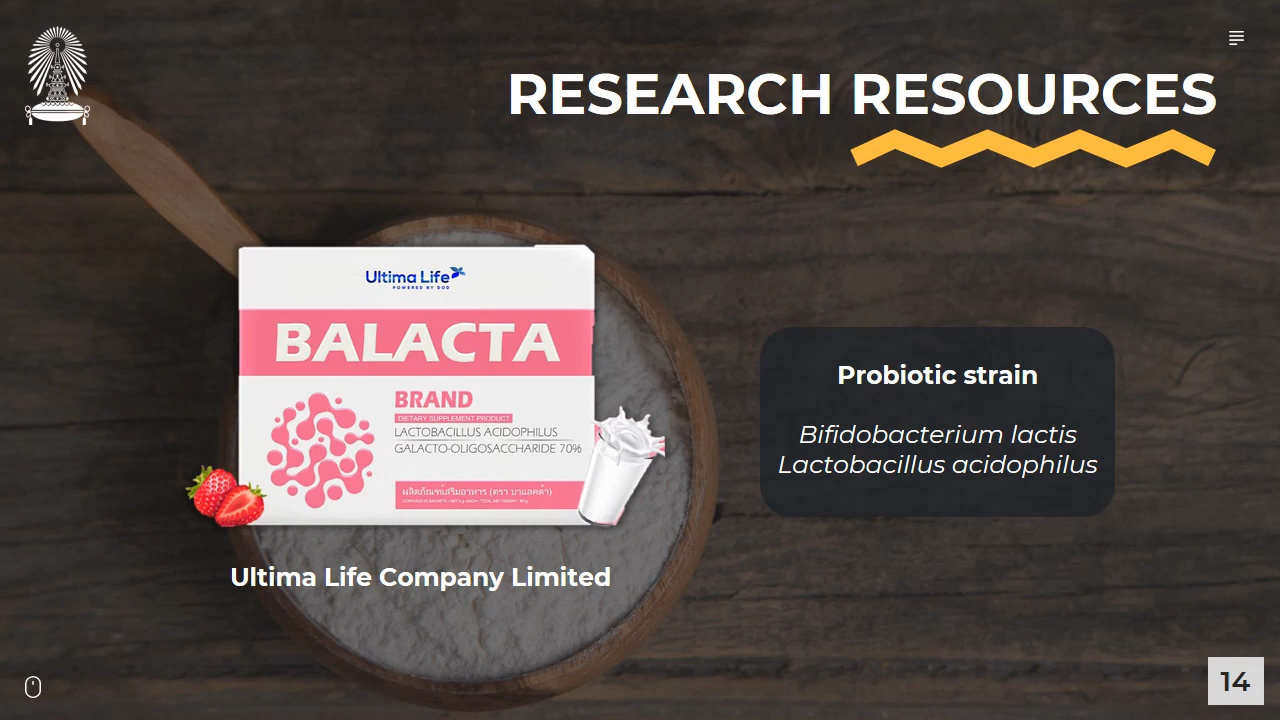 RESEARCH RESOURCES
Ultima Life
POWERED BY DOD
BALACTA
BRAND
DIETARY SUPPLEMENT PRODUCT
LACTOBACILLUS ACIDOPHILUS
GALACTO-OLIGOSACCHARIDE 70%
ผลิตภัณฑ์เสริมอาหาร (ตรา บาแลคต้า)
Ultima Life Company Limited
Probiotic strain
Bifidobacterium lactis
Lactobacillus acidophilus
14